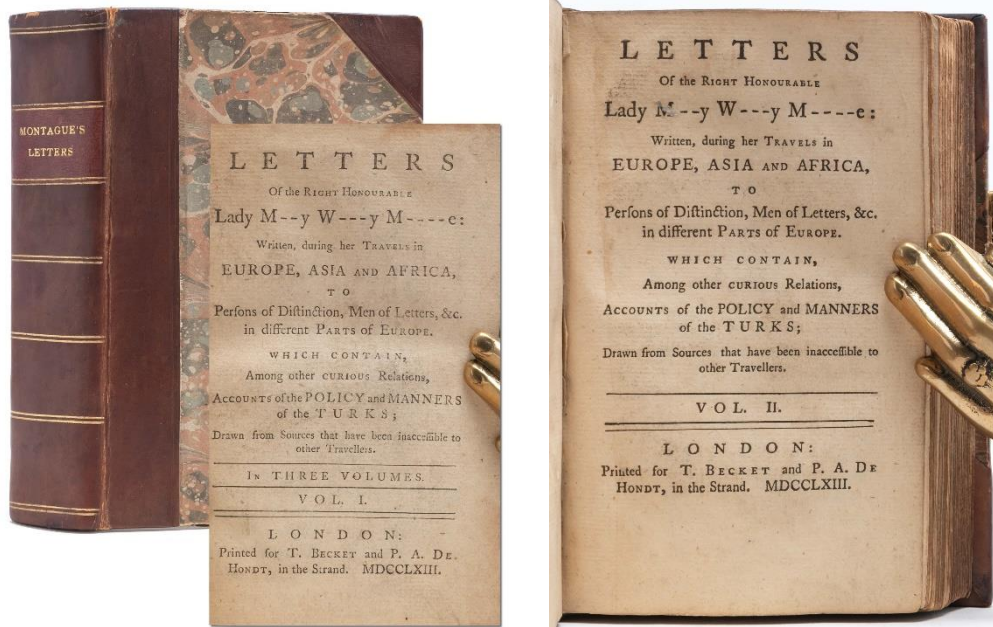 MONTAGUE'S
LETTERS
LETTERS
Of the RIGHT HONOURABLE
Lady M--y W---y M----e:
Written, during her TRAVELS in
EUROPE, ASIA AND AFRICA,
TO
Perſons of Diſtinction, Men of Letters, &c.
in different PARTS of EUROPE.
WHICH CONTAIN,
Among other CURIOUS Relations,
ACCOUNTS of the POLICY and MANNERS
of the TURKS;
Drawn from Sources that have been inacceſſible to
other Travellers.
IN THREE VOLUMES.
VOL. I.
LONDON:
Printed for T. BECKET and P. A. DE
HONDT, in the Strand. MDCCLXIII.
LETTERS
Of the RIGHT HONOURABLE
Lady M--y W---y M----e:
Written, during her TRAVELS in
EUROPE, ASIA AND AFRICA,
TO
Perſons of Diſtinction, Men of Letters, &c.
in different PARTS of EUROPE.
WHICH CONTAIN,
Among other CURIOUS Relations,
ACCOUNTS of the POLICY and MANNERS
of the TURKS;
Drawn from Sources that have been inacceſſible to
other Travellers.
VOL. II.
LONDON:
Printed for T. BECKET and P. A. DE
HONDT, in the Strand. MDCCLXIII.